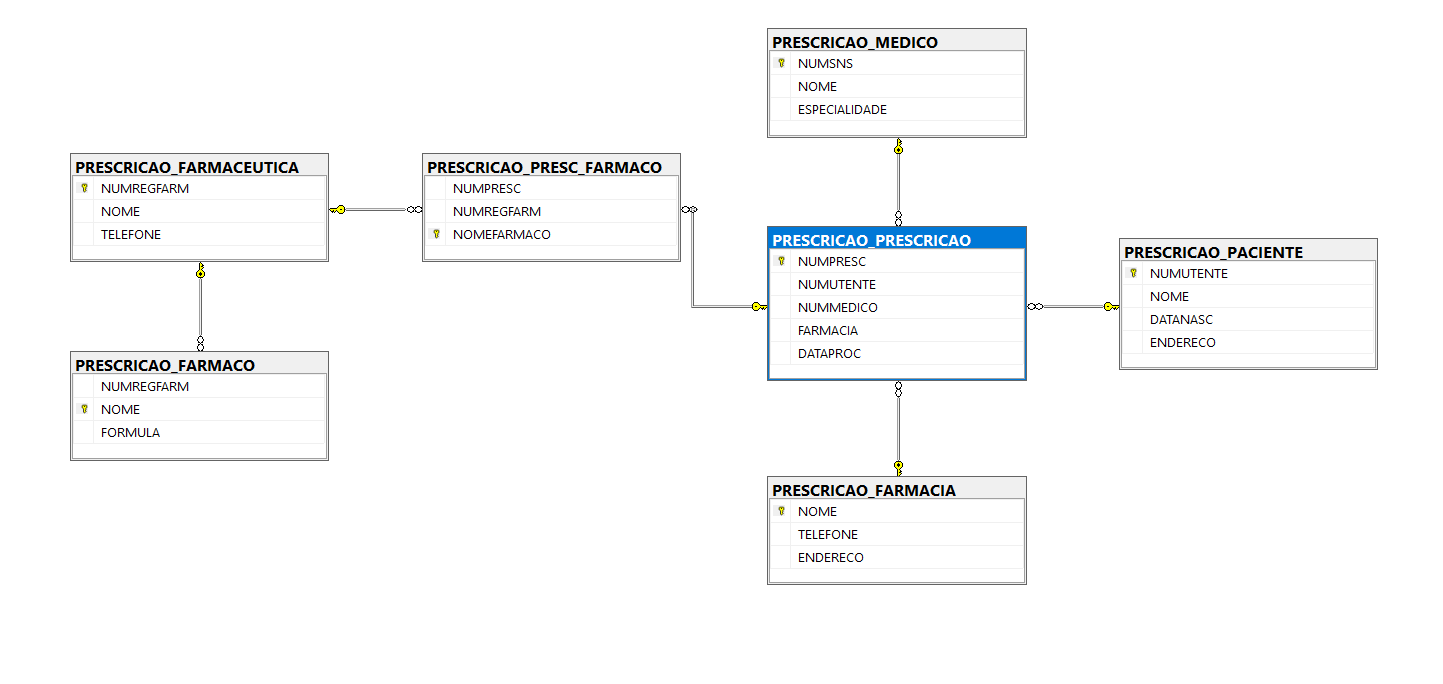 PRESCRICAO_MEDICO
NUMSNS
NOME
ESPECIALIDADE
PRESCRICAO_FARMACEUTICA
NUMREGFARM
NOME
TELEFONE
PRESCRICAO_PRESC_FARMACO
NUMPRESC
NUMREGFARM
NOMEFARMACO
PRESCRICAO_PRESCRICAO
NUMPRESC
NUMUTENTE
NUMMEDICO
FARMACIA
DATAPROC
PRESCRICAO_PACIENTE
NUMUTENTE
NOME
DATANASC
ENDERECO
PRESCRICAO_FARMACO
NUMREGFARM
NOME
FORMULA
PRESCRICAO_FARMACIA
NOME
TELEFONE
ENDERECO